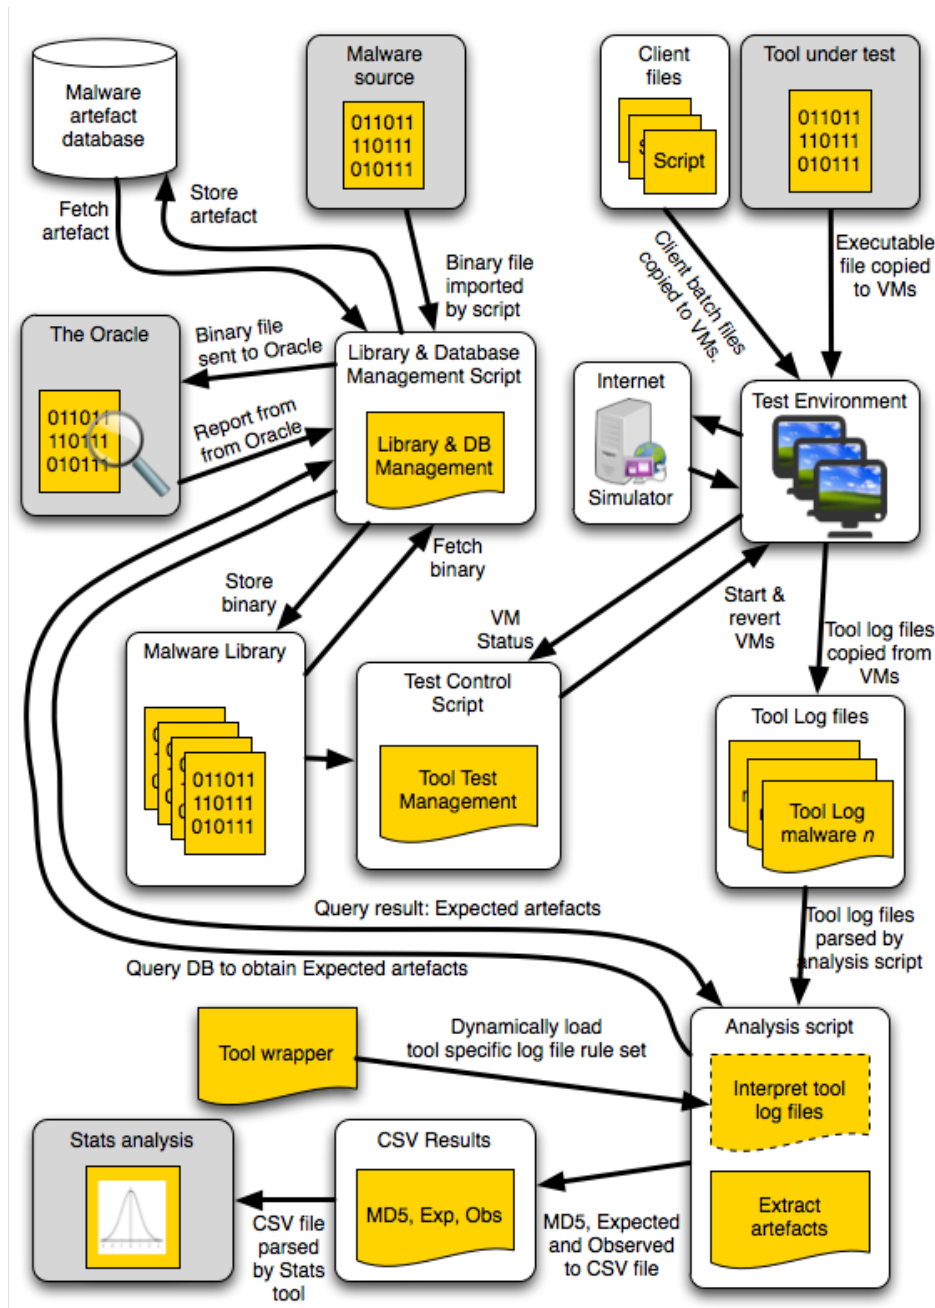 Malware
artefact
database
Malware
source
011011
110111
010111
Client
files
S
Script
Tool under test
011011
110111
010111
Fetch
artefact
Store
artefact
Binary file
imported
by script
Client batch files
copied to VMs.
Executable
file copied
to VMs
The Oracle
011011
110111
010111
Binary file
sent to Oracle
Report from
from Oracle
Library & Database
Management Script
Library & DB
Management
Internet
Simulator
Test Environment
Store
binary
Fetch
binary
VM
Status
Start &
revert
VMs
Tool log files
copied from
VMs
Malware Library
011011
110111
010111
Test Control
Script
Tool Test
Management
Tool Log files
Tool Log
malware n
Query result: Expected artefacts
Query DB to obtain Expected artefacts
Tool log files
parsed by
analysis script
Tool wrapper
Dynamically load
tool specific log file rule set
Analysis script
Interpret tool
log files
Extract
artefacts
Stats analysis
CSV Results
MD5, Exp, Obs
CSV file
parsed
by Stats
tool
MD5, Expected
and Observed
to CSV file